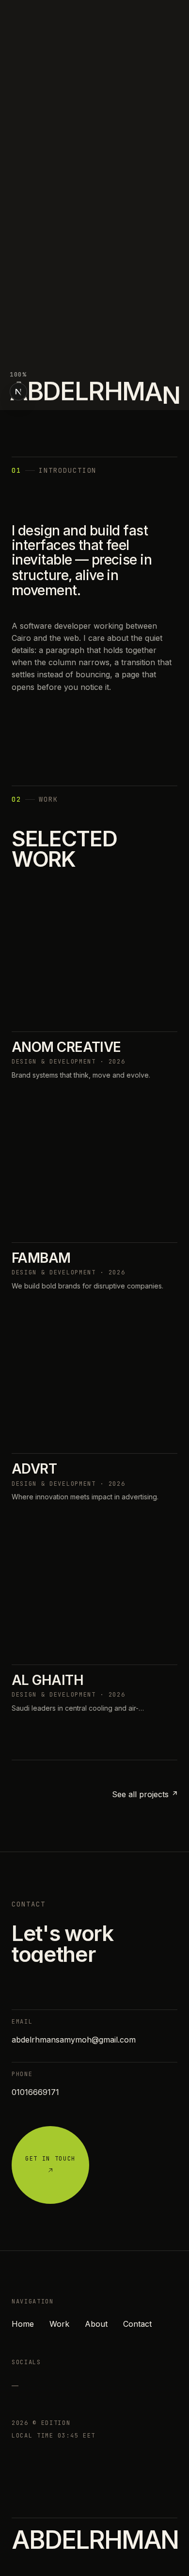 100%
N
ABDELRHMAN
01 INTRODUCTION
I design and build fast
interfaces that feel
inevitable — precise in
structure, alive in
movement.
A software developer working between
Cairo and the web. I care about the quiet
details: a paragraph that holds together
when the column narrows, a transition that
settles instead of bouncing, a page that
opens before you notice it.
02 WORK
SELECTED
WORK
ANOM CREATIVE
DESIGN & DEVELOPMENT · 2026
Brand systems that think, move and evolve.
FAMBAM
DESIGN & DEVELOPMENT · 2026
We build bold brands for disruptive companies.
ADVRT
DESIGN & DEVELOPMENT · 2026
Where innovation meets impact in advertising.
AL GHAITH
DESIGN & DEVELOPMENT · 2026
Saudi leaders in central cooling and air-…
See all projects ↗
CONTACT
Let's work
together
EMAIL
abdelrhmansamymoh@gmail.com
PHONE
01016669171
GET IN TOUCH
↗
NAVIGATION
Home Work About Contact
SOCIALS
—
2026 © EDITION
LOCAL TIME 03:45 EET
ABDELRHMAN